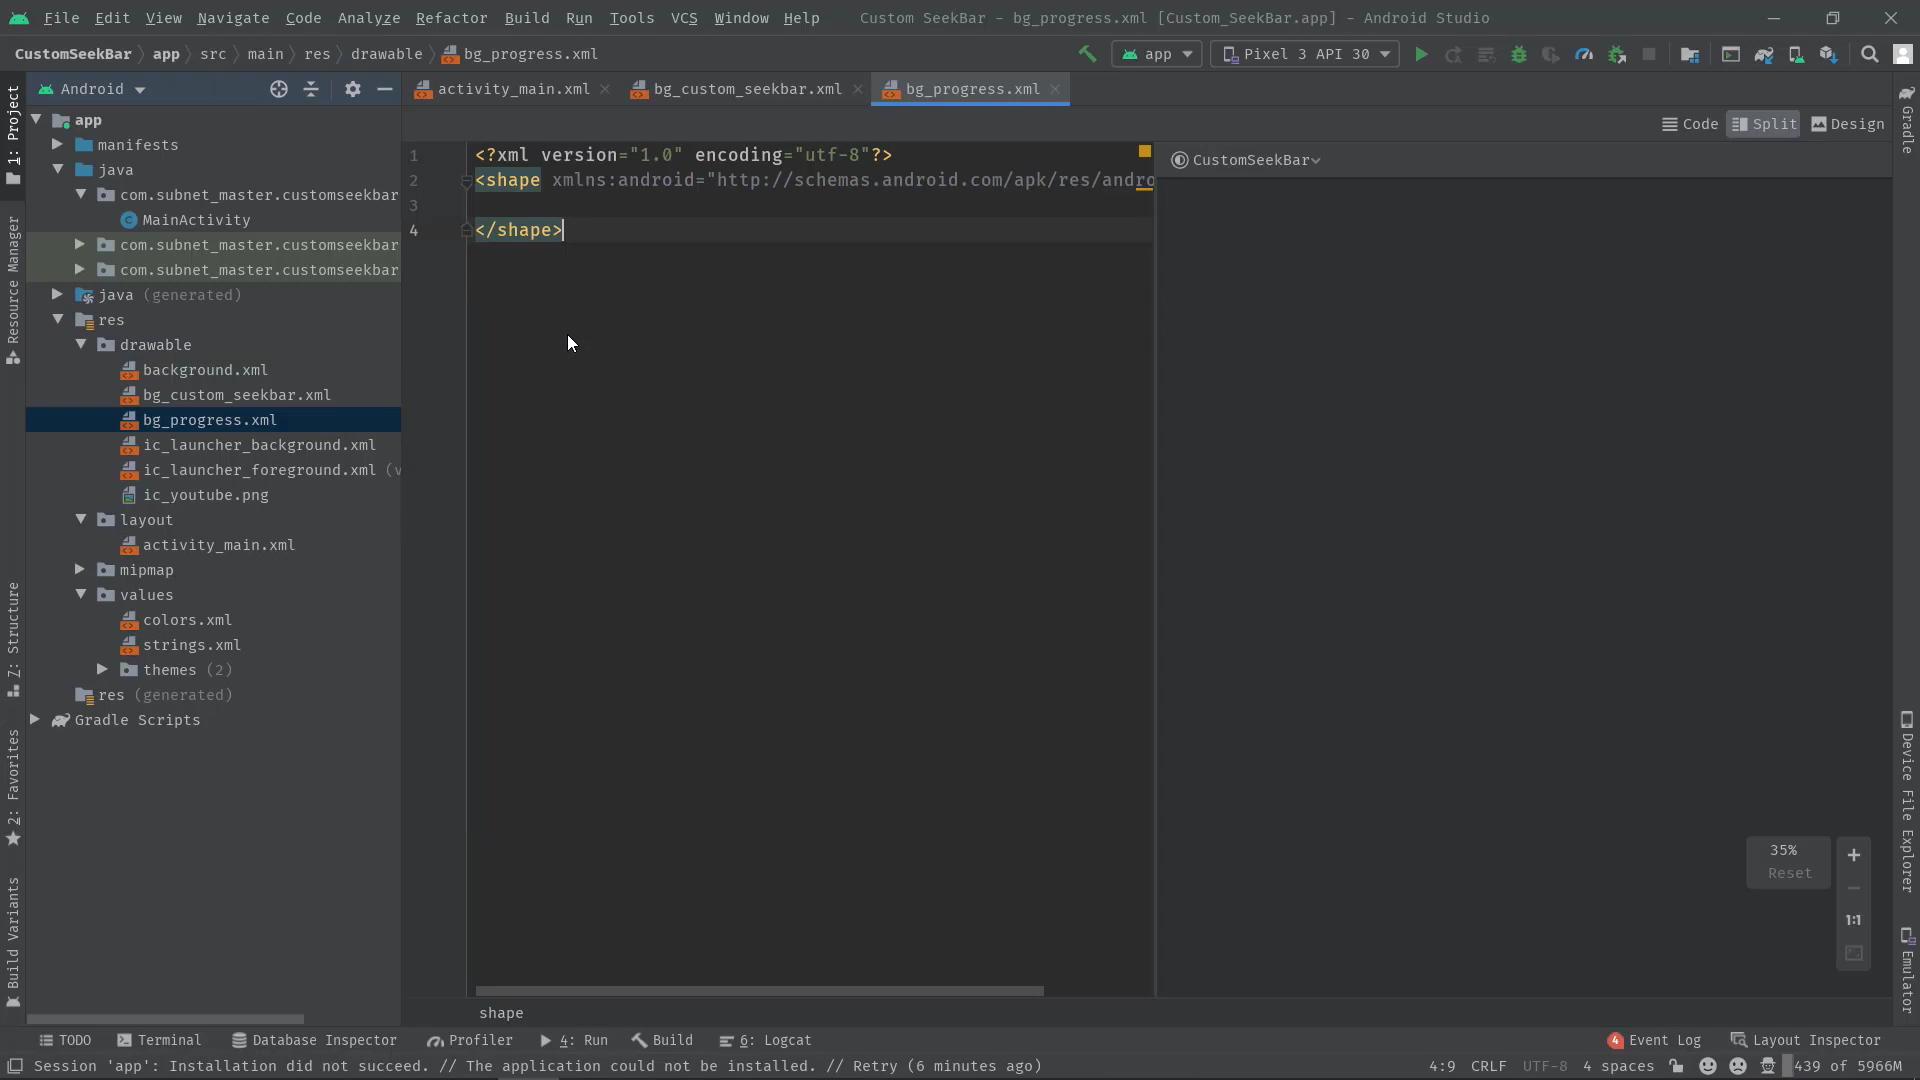 File Edit View Navigate Code Analyze Refactor Build Run Tools VCS Window Help Custom SeekBar - bg_progress.xml [Custom_SeekBar.app] - Android Studio
CustomSeekBar app src main res drawable bg_progress.xml app Pixel 3 API 30
Android activity_main.xml bg_custom_seekbar.xml bg_progress.xml
Code Split Design
1: Project
Resource Manager
Z: Structure
2: Favorites
Build Variants
app
manifests
java
com.subnet_master.customseekbar
MainActivity
com.subnet_master.customseekbar
com.subnet_master.customseekbar
java (generated)
res
drawable
background.xml
bg_custom_seekbar.xml
bg_progress.xml
ic_launcher_background.xml
ic_launcher_foreground.xml (v
ic_youtube.png
layout
activity_main.xml
mipmap
values
colors.xml
strings.xml
themes (2)
res (generated)
Gradle Scripts
1 <?xml version="1.0" encoding="utf-8"?>
2 <shape xmlns:android="http://schemas.android.com/apk/res/andro
3
4 </shape>
shape
CustomSeekBar
35%
Reset
1:1
Gradle
Device File Explorer
Emulator
TODO Terminal Database Inspector Profiler 4: Run Build 6: Logcat 4 Event Log Layout Inspector
Session 'app': Installation did not succeed. // The application could not be installed. // Retry (6 minutes ago) 4:9 CRLF UTF-8 4 spaces 439 of 5966M